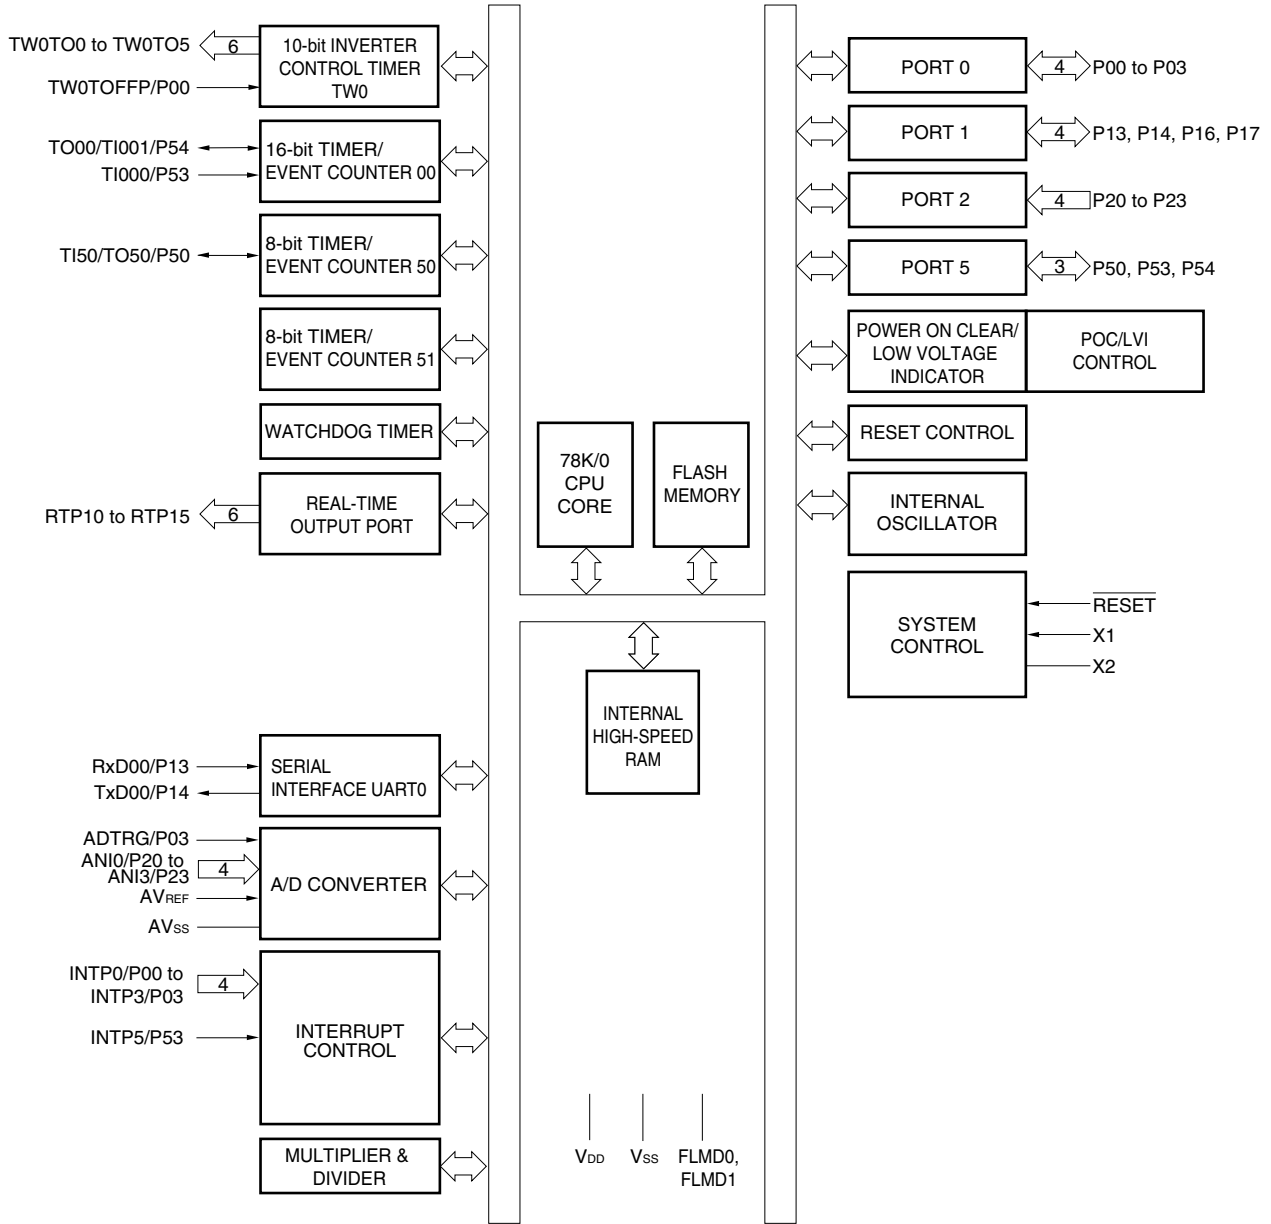 TW0TO0 to TW0TO5
6
10-bit INVERTER
CONTROL TIMER
TW0
TW0TOFFP/P00
TO00/TI001/P54
TI000/P53
16-bit TIMER/
EVENT COUNTER 00
TI50/TO50/P50
8-bit TIMER/
EVENT COUNTER 50
8-bit TIMER/
EVENT COUNTER 51
WATCHDOG TIMER
RTP10 to RTP15
6
REAL-TIME
OUTPUT PORT
RxD00/P13
TxD00/P14
SERIAL
INTERFACE UART0
ADTRG/P03
ANI0/P20 to
ANI3/P23
4
AVREF
AVSS
A/D CONVERTER
INTP0/P00 to
INTP3/P03
4
INTP5/P53
INTERRUPT
CONTROL
MULTIPLIER &
DIVIDER
78K/0
CPU
CORE
FLASH
MEMORY
INTERNAL
HIGH-SPEED
RAM
VDD
VSS
FLMD0,
FLMD1
PORT 0
4
P00 to P03
PORT 1
4
P13, P14, P16, P17
PORT 2
4
P20 to P23
PORT 5
3
P50, P53, P54
POWER ON CLEAR/
LOW VOLTAGE
INDICATOR
POC/LVI
CONTROL
RESET CONTROL
INTERNAL
OSCILLATOR
SYSTEM
CONTROL
RESET
X1
X2